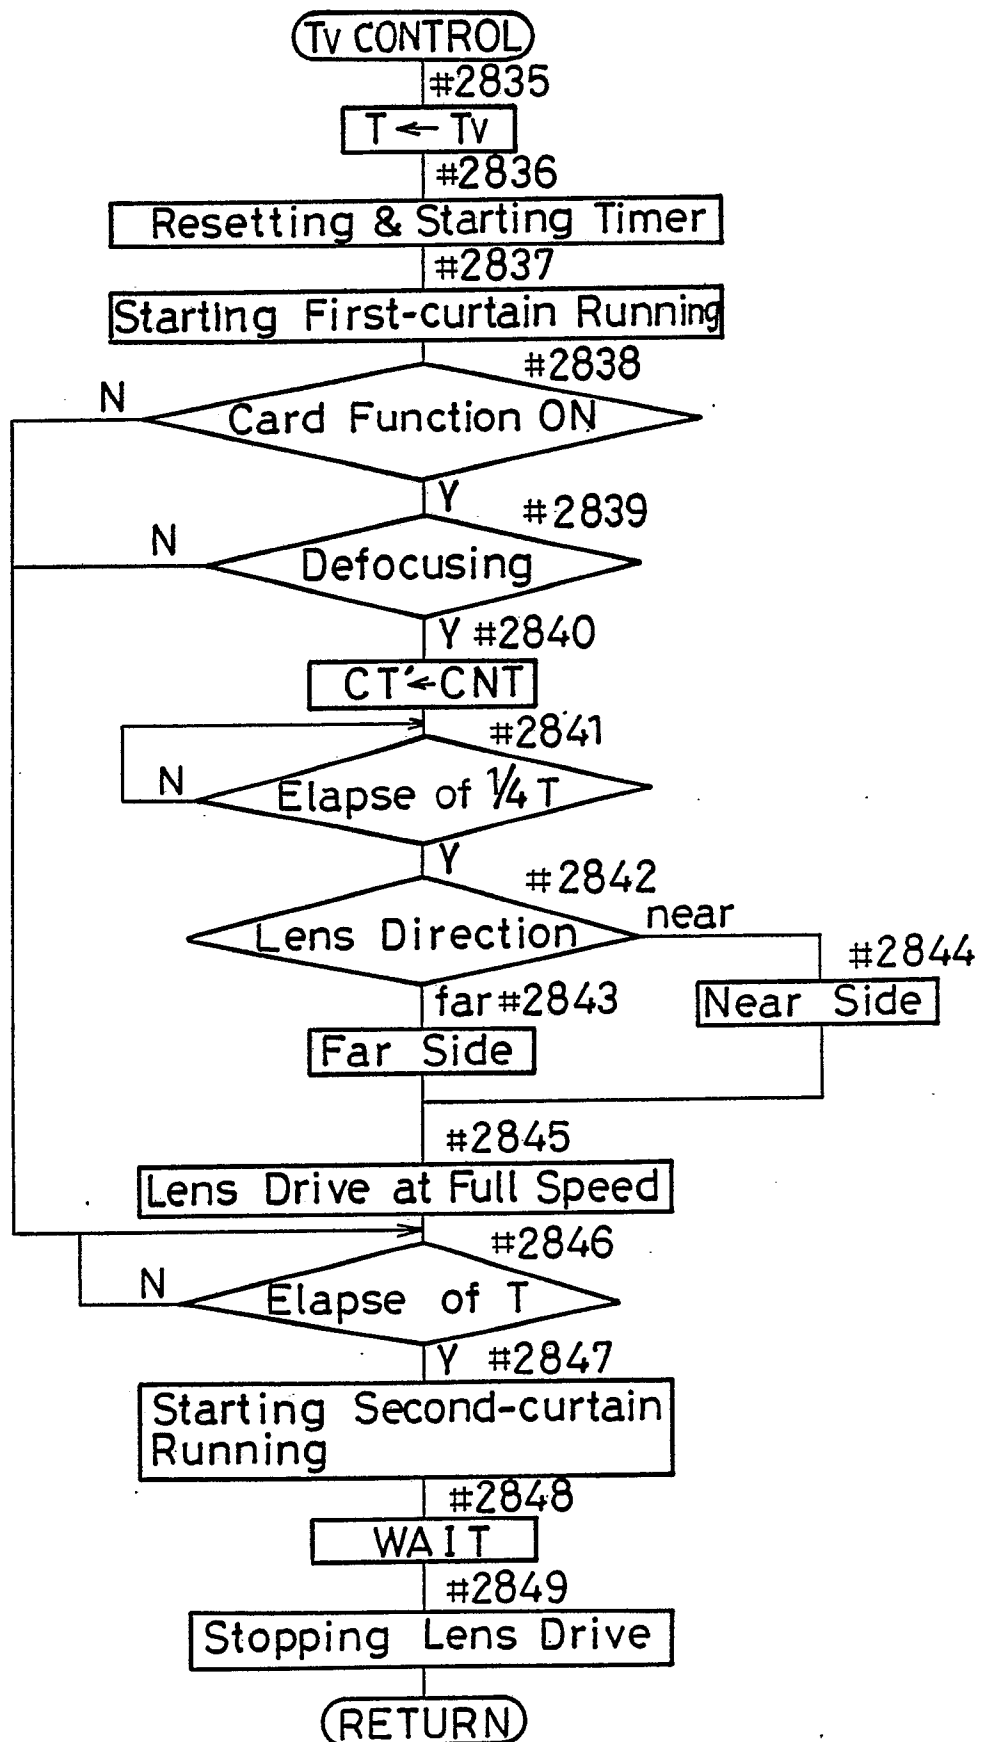 Tv CONTROL
#2835
T ← Tv
#2836
Resetting & Starting Timer
#2837
Starting First-curtain Running
#2838
N
Card Function ON
Y
#2839
N
Defocusing
Y #2840
CT'←CNT
#2841
N
Elapse of 1/4 T
Y
#2842
Lens Direction
near
#2844
Near Side
far #2843
Far Side
#2845
Lens Drive at Full Speed
#2846
N
Elapse of T
Y #2847
Starting Second-curtain
Running
#2848
WAIT
#2849
Stopping Lens Drive
RETURN